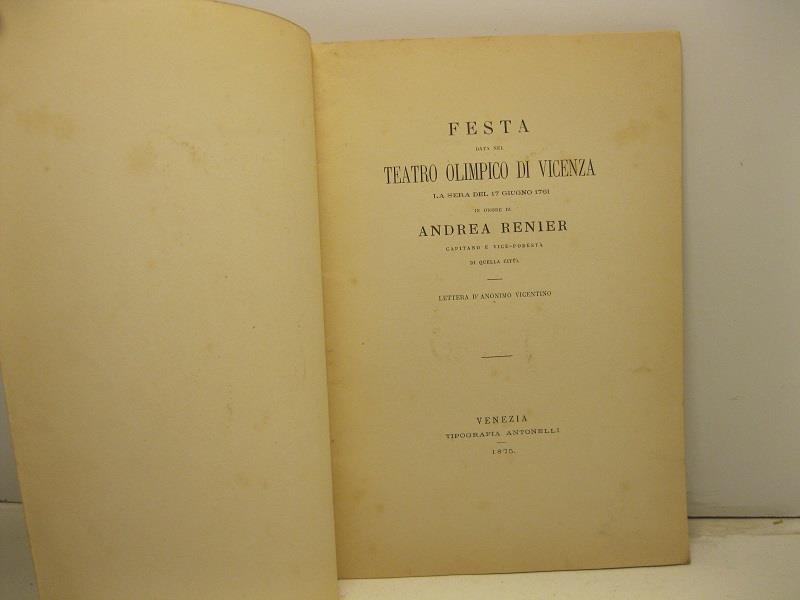 FESTA
DATA NEL
TEATRO OLIMPICO DI VICENZA
LA SERA DEL 17 GIUGNO 1761
IN ONORE DI
ANDREA RENIER
CAPITANO E VICE-PODESTÀ
DI QUELLA CITTÀ
LETTERA D'ANONIMO VICENTINO
VENEZIA
TIPOGRAFIA ANTONELLI
1875.